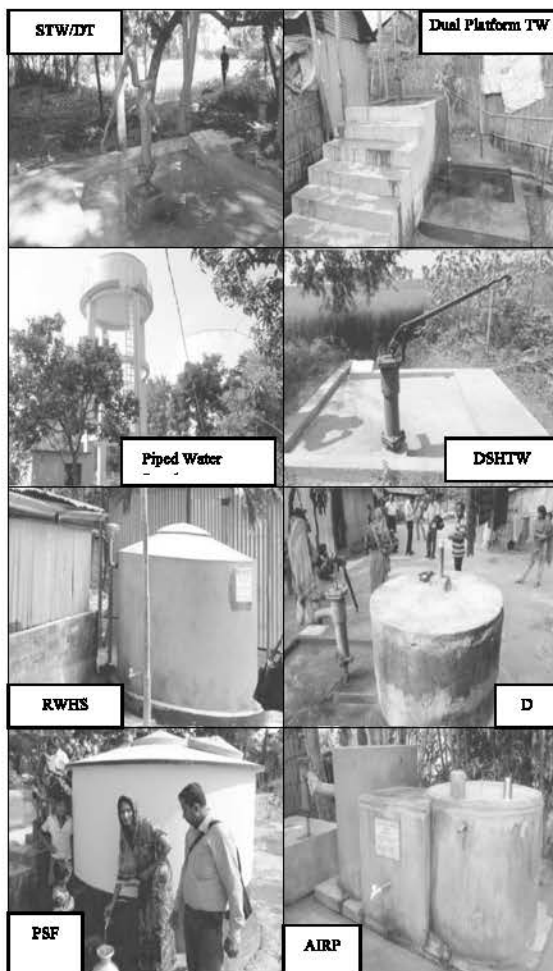 STW/DT
Dual Platform TW
Piped Water
DSHTW
RWHS
D
PSF
AIRP